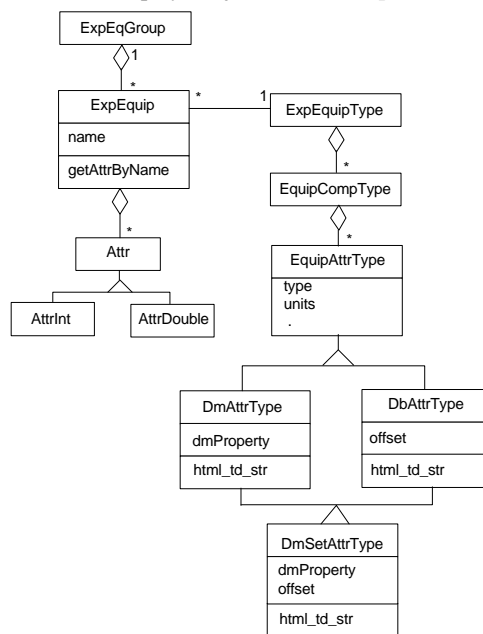 ExpEqGroup
1
*
ExpEquip
name
getAttrByName
*
1
ExpEquipType
*
EquipCompType
*
EquipAttrType
type
units
.
*
Attr
AttrInt
AttrDouble
DmAttrType
dmProperty
html_td_str
DbAttrType
offset
html_td_str
DmSetAttrType
dmProperty
offset
html_td_str